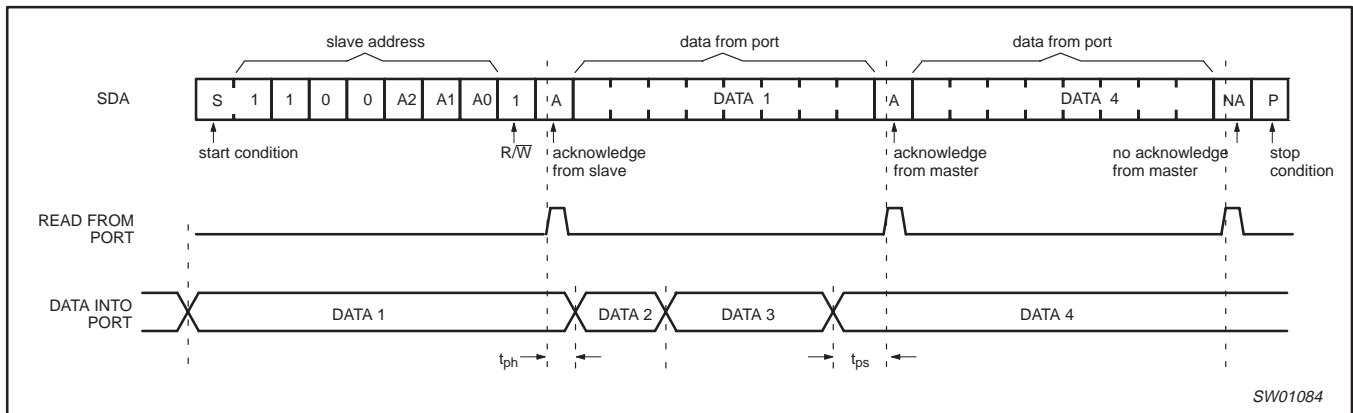 slave address data from port data from port
SDA S 1 1 0 0 A2 A1 A0 1 A DATA 1 A DATA 4 NA P
start condition R/W̅ acknowledge from slave acknowledge from master no acknowledge from master stop condition
READ FROM PORT
DATA INTO PORT DATA 1 DATA 2 DATA 3 DATA 4
tph tps
SW01084